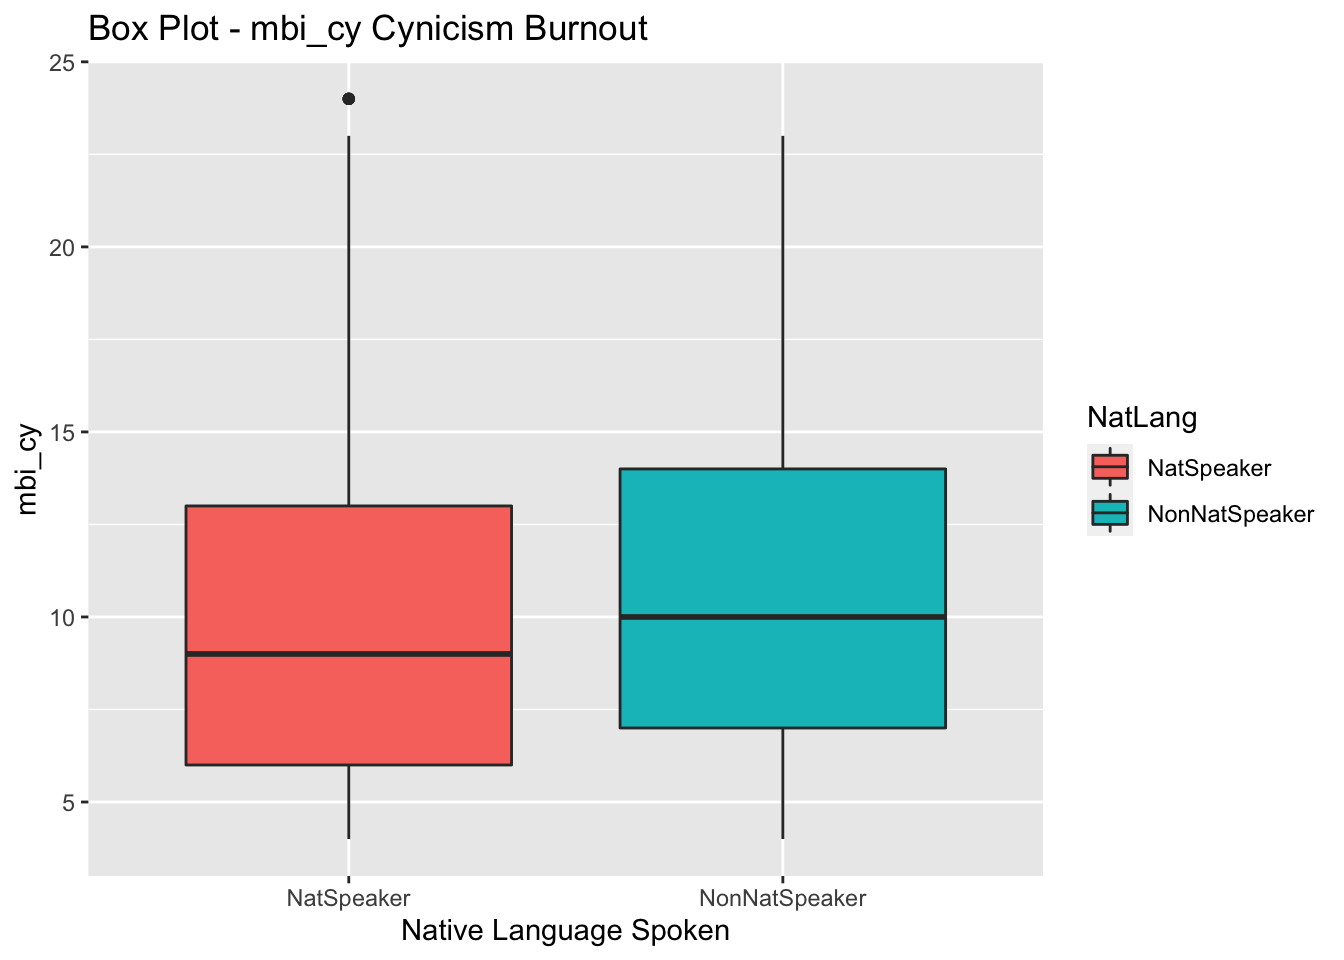 Box Plot - mbi_cy Cynicism Burnout
25
20
15
10
5
mbi_cy
NatSpeaker
NonNatSpeaker
Native Language Spoken
NatLang
NatSpeaker
NonNatSpeaker